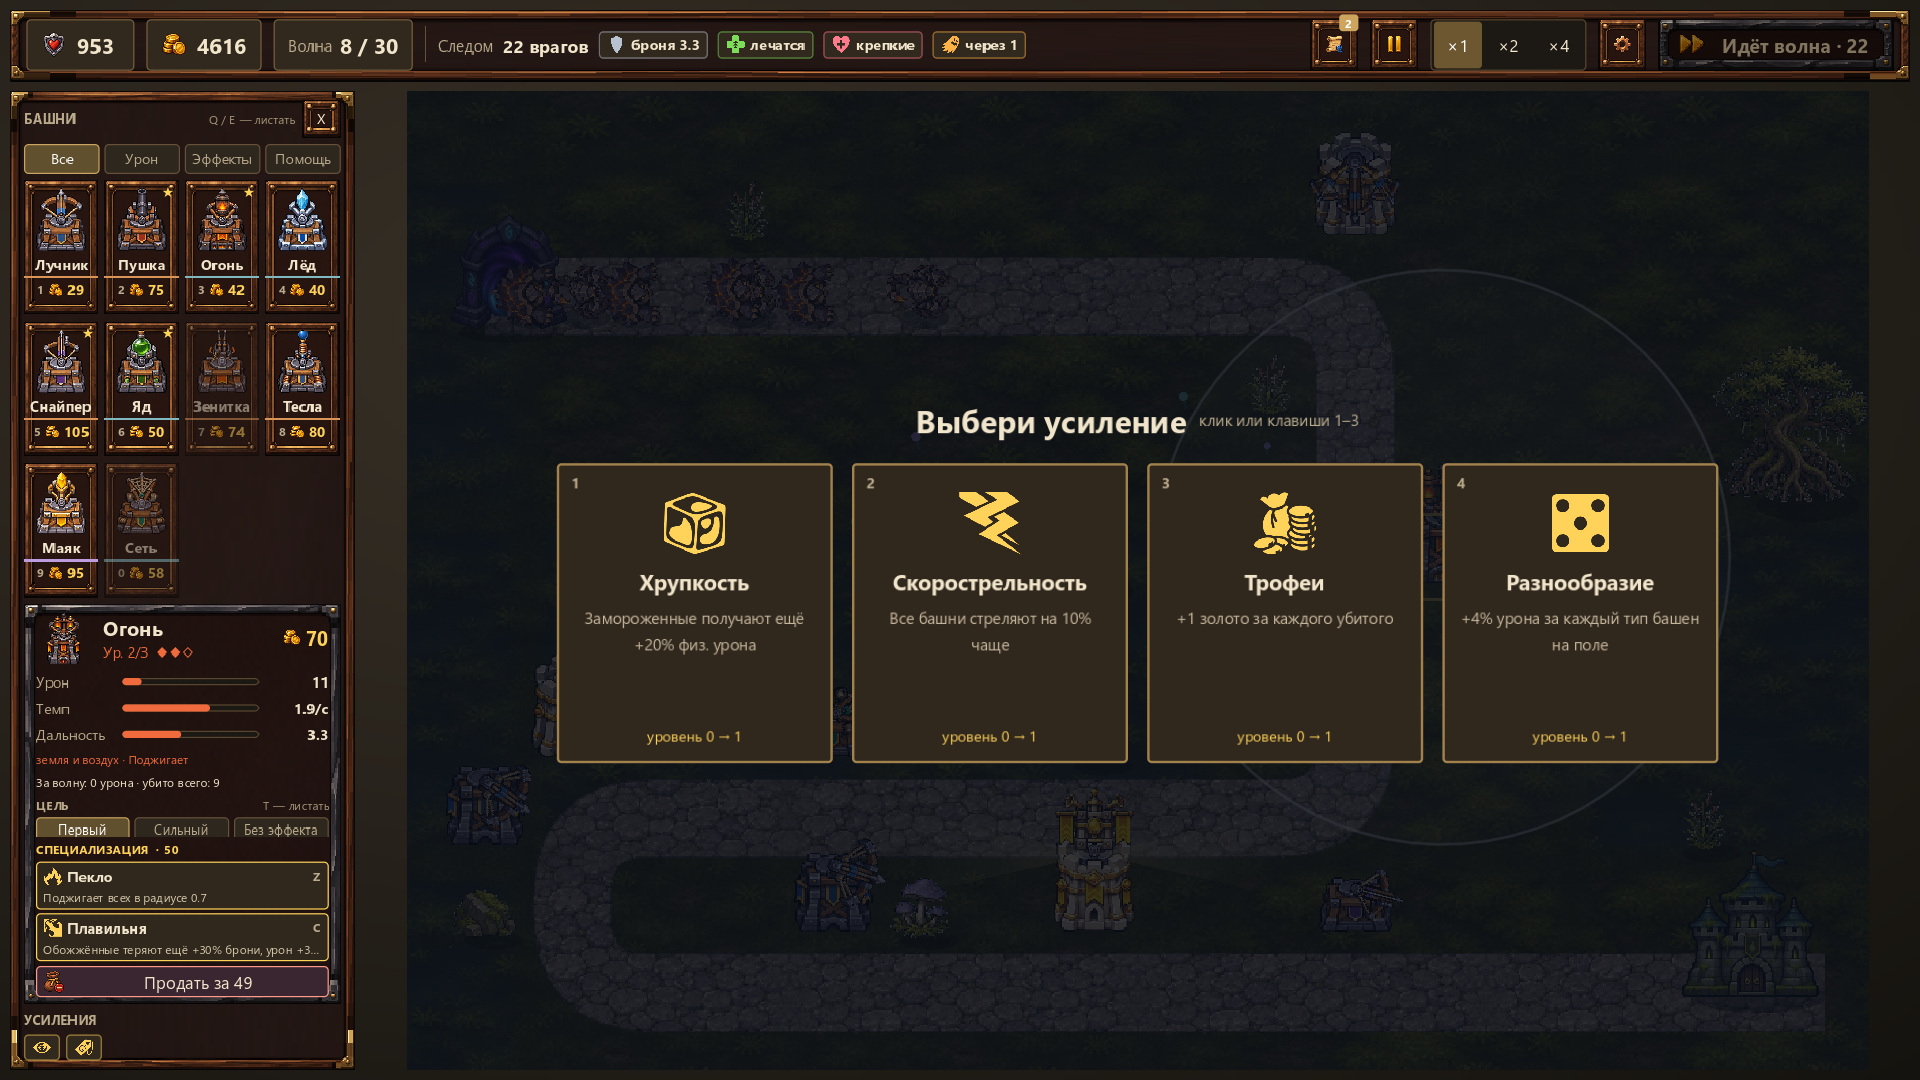 953
4616
Волна 8 / 30
Следом 22 врагов
броня 3.3
лечатся
крепкие
через 1
2
×1
×2
×4
Идёт волна · 22
БАШНИ
Q / E — листать
X
Все
Урон
Эффекты
Помощь
Лучник
Пушка
Огонь
Лёд
1 29
2 75
3 42
4 40
Снайпер
Яд
Зенитка
Тесла
5 105
6 50
7 74
8 80
Маяк
Сеть
9 95
0 58
Огонь
70
Ур. 2/3
Урон 11
Темп 1.9/с
Дальность 3.3
земля и воздух · Поджигает
За волну: 0 урона · убито всего: 9
ЦЕЛЬ
T — листать
Первый
Сильный
Без эффекта
СПЕЦИАЛИЗАЦИЯ · 50
Пекло
Z
Поджигает всех в радиусе 0.7
Плавильня
C
Обожжённые теряют ещё +30% брони, урон +3...
Продать за 49
УСИЛЕНИЯ
Выбери усиление
клик или клавиши 1–3
1
Хрупкость
Замороженные получают ещё
+20% физ. урона
уровень 0 → 1
2
Скорострельность
Все башни стреляют на 10%
чаще
уровень 0 → 1
3
Трофеи
+1 золото за каждого убитого
уровень 0 → 1
4
Разнообразие
+4% урона за каждый тип башен
на поле
уровень 0 → 1